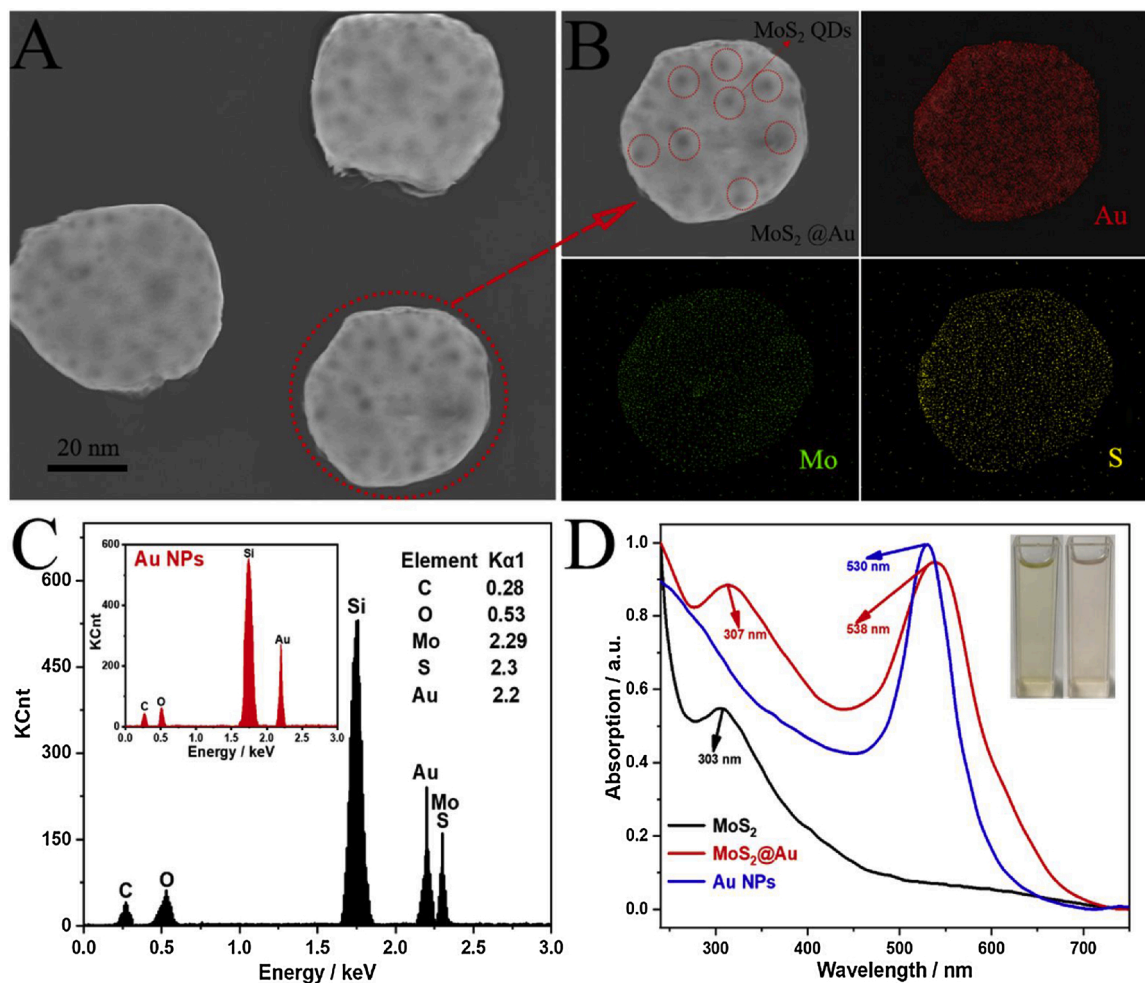 A
20 nm
B
MoS₂ QDs
MoS₂ @Au
Au
Mo
S
C
KCnt
600
450
300
150
0
0.0 0.5 1.0 1.5 2.0 2.5 3.0
Energy / keV
C
O
Si
Au
Mo
S
Au NPs
KCnt
600
400
200
0
0.0 0.5 1.0 1.5 2.0 2.5 3.0
Energy / keV
C
O
Si
Au
Element Kα1
C 0.28
O 0.53
Mo 2.29
S 2.3
Au 2.2
D
Absorption / a.u.
1.0
0.8
0.6
0.4
0.2
0.0
300 400 500 600 700
Wavelength / nm
530 nm
538 nm
307 nm
303 nm
MoS₂
MoS₂@Au
Au NPs